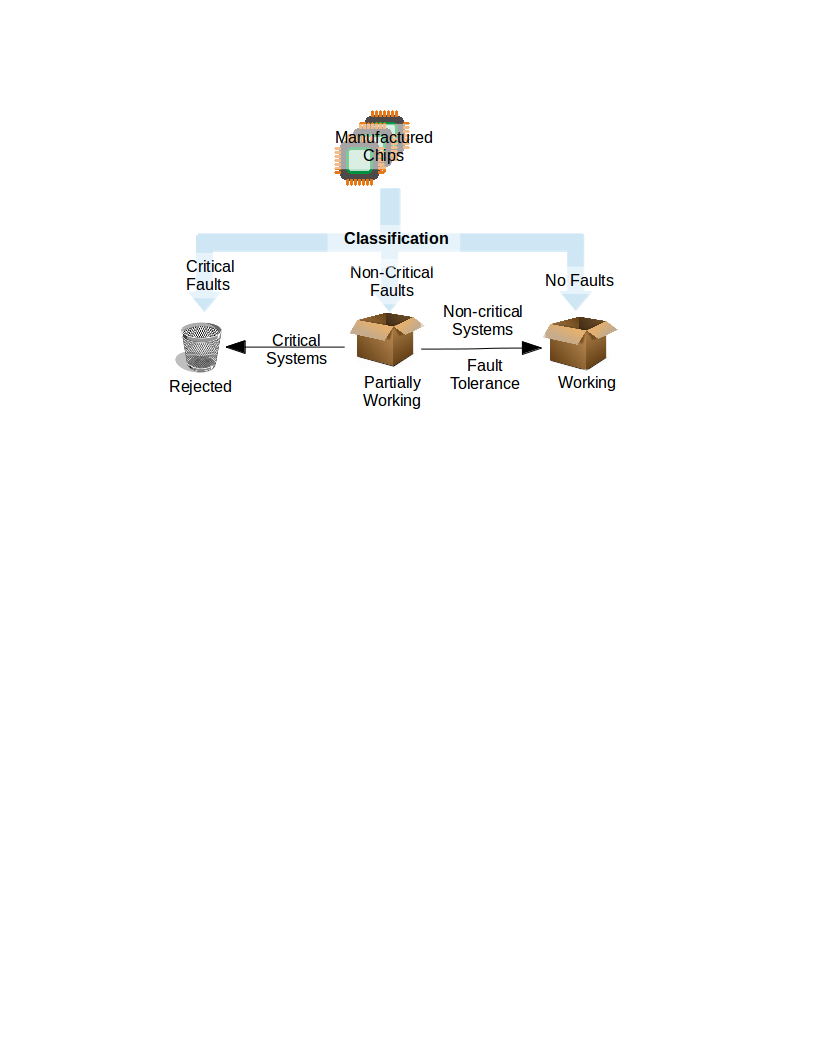 Manufactured
Chips
Classification
Critical
Faults
Non-Critical
Faults
No Faults
Non-critical
Systems
Critical
Systems
Fault
Tolerance
Rejected
Partially
Working
Working